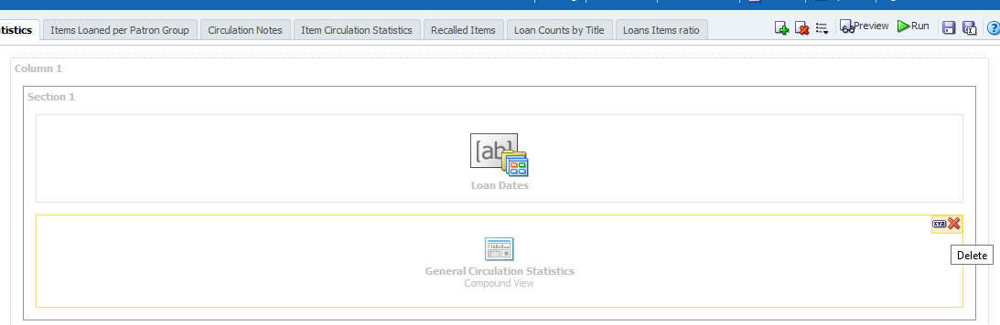 tistics
Items Loaned per Patron Group
Circulation Notes
Item Circulation Statistics
Recalled Items
Loan Counts by Title
Loans Items ratio
Preview
Run
Column 1
Section 1
[ab]
Loan Dates
XYZ
Delete
General Circulation Statistics
Compound View